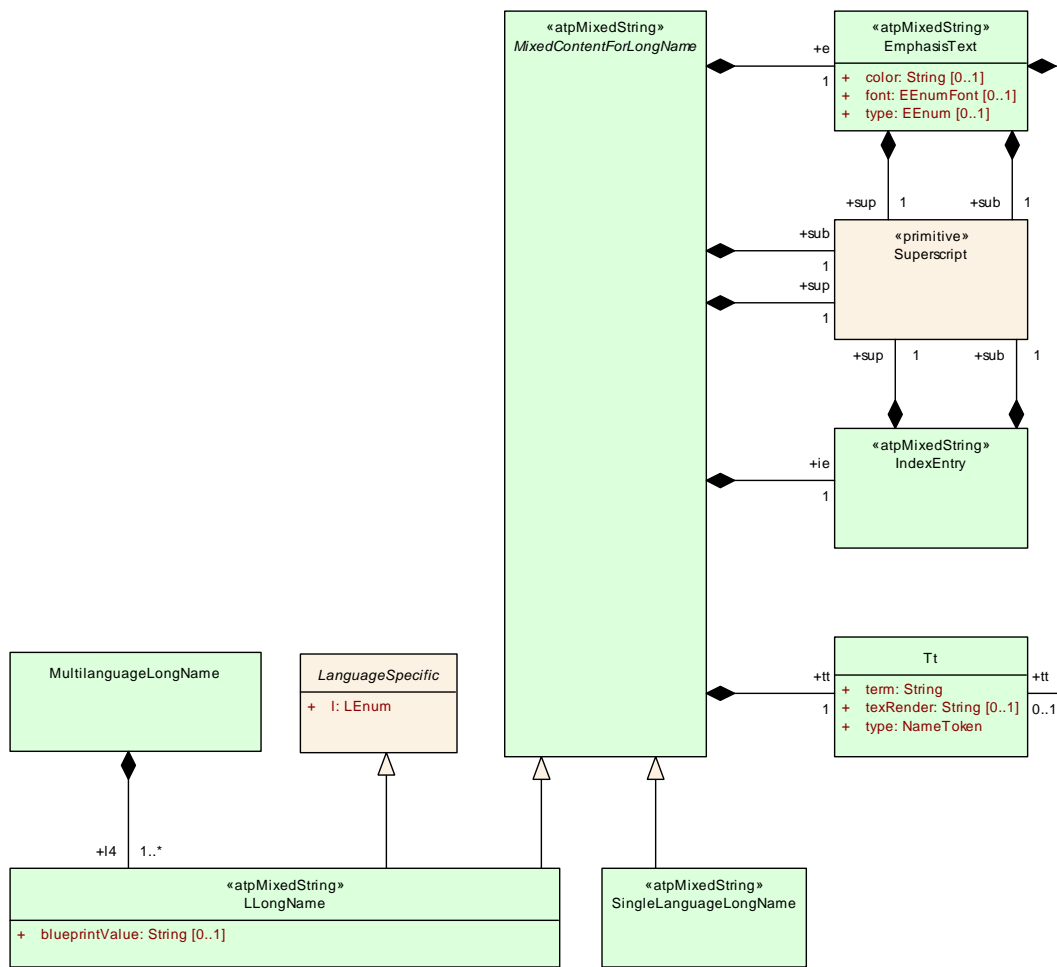 «atpMixedString»
MixedContentForLongName
«atpMixedString»
EmphasisText
+ color: String [0..1]
+ font: EEnumFont [0..1]
+ type: EEnum [0..1]
+e
1
+sup
1
+sub
1
«primitive»
Superscript
+sub
1
+sup
1
+sup
1
+sub
1
«atpMixedString»
IndexEntry
+ie
1
Tt
+ term: String
+ texRender: String [0..1]
+ type: NameToken
+tt
1
+tt
0..1
MultilanguageLongName
LanguageSpecific
+ l: LEnum
+l4
1..*
«atpMixedString»
LLongName
+ blueprintValue: String [0..1]
«atpMixedString»
SingleLanguageLongName